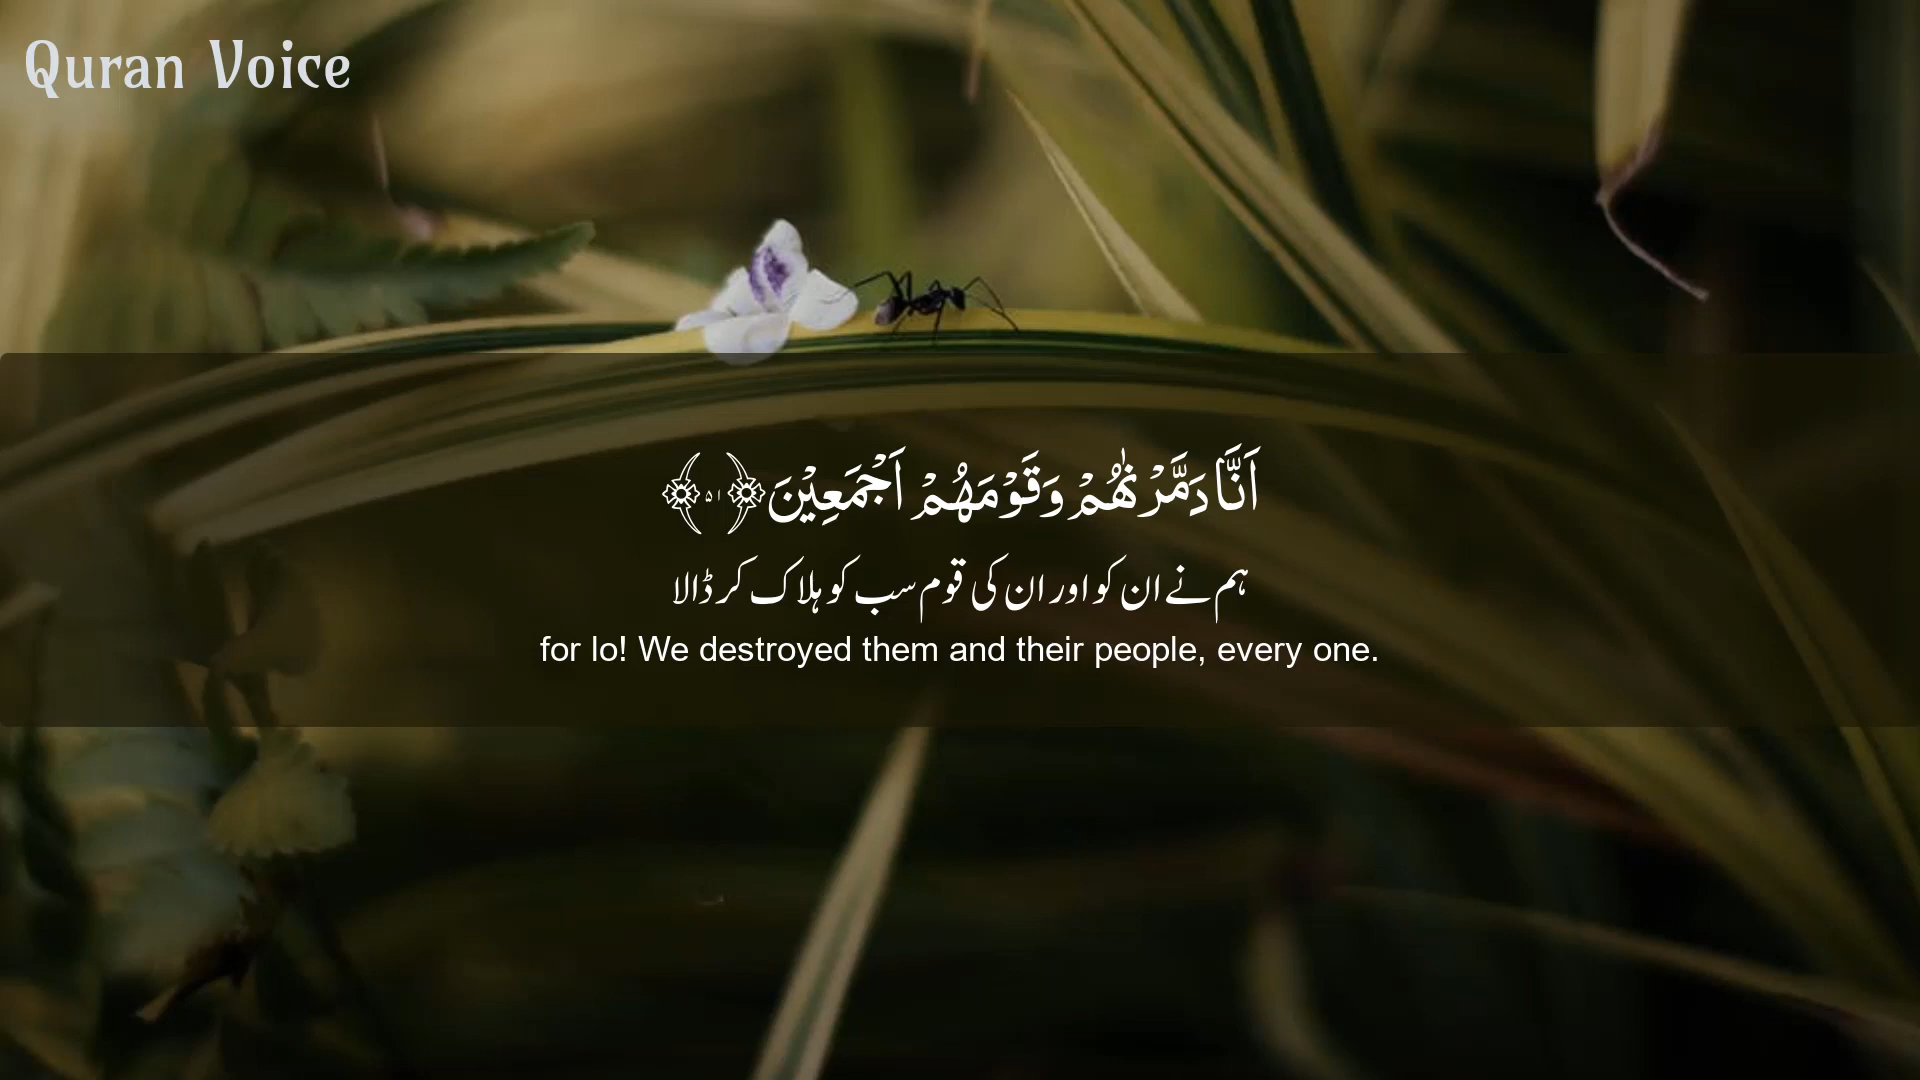 Quran Voice
اَنَّا دَمَّرْنٰهُمْ وَقَوْمَهُمْ اَجْمَعِيْنَ ﴿۵۱﴾
ہم نے ان کو اور ان کی قوم سب کو ہلاک کر ڈالا
for lo! We destroyed them and their people, every one.